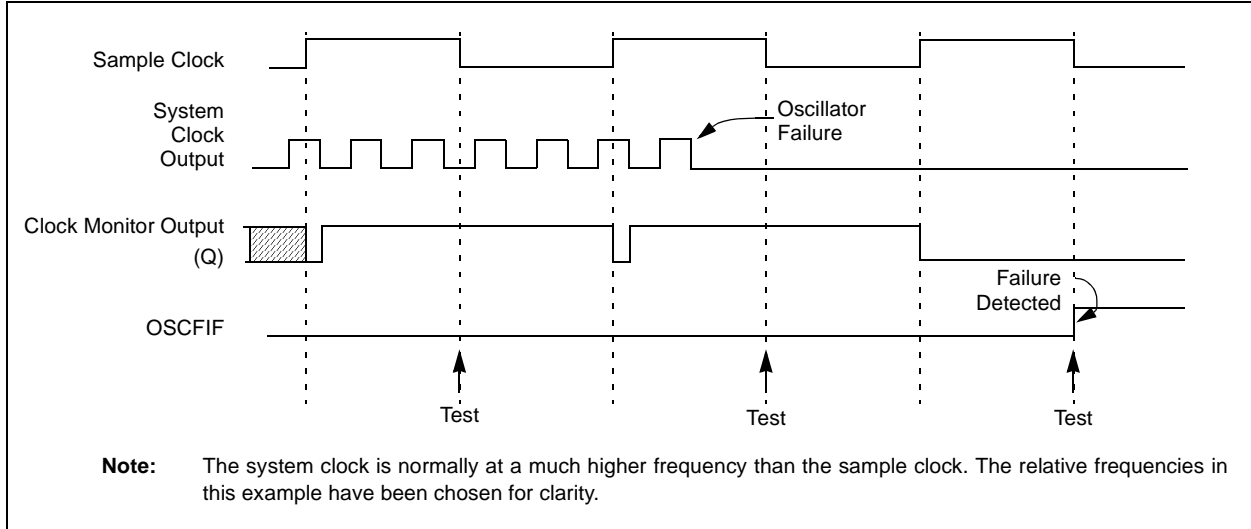 Sample Clock
System
Clock
Output
Oscillator
Failure
Clock Monitor Output
(Q)
Failure
Detected
OSCFIF
Test
Test
Test
Note: The system clock is normally at a much higher frequency than the sample clock. The relative frequencies in
this example have been chosen for clarity.